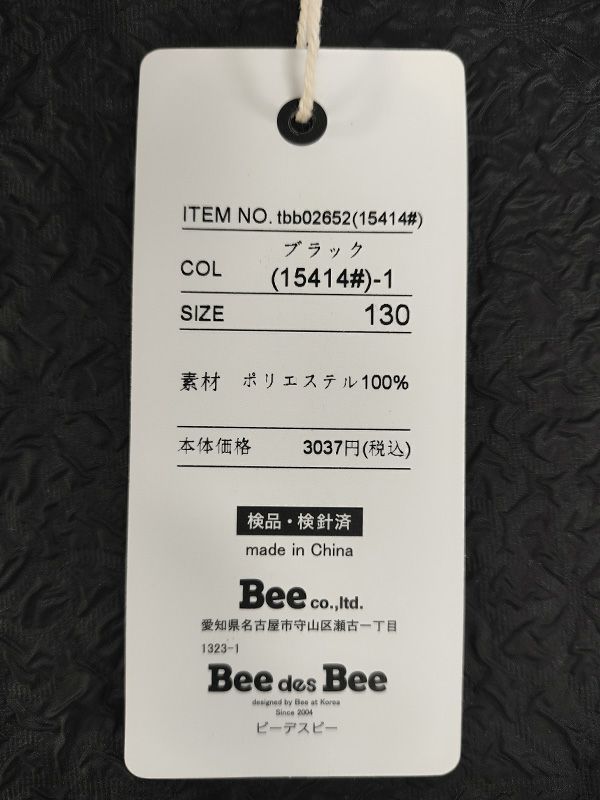 ITEM NO. tbb02652(15414#)
ブラック
COL (15414#)-1
SIZE 130
素材 ポリエステル100%
本体価格 3037円(税込)
検品・検針済
made in China
Bee co.,ltd.
愛知県名古屋市守山区瀬古一丁目
1323-1
Bee des Bee
designed by Bee at Korea
Since 2004
ビーデスビー